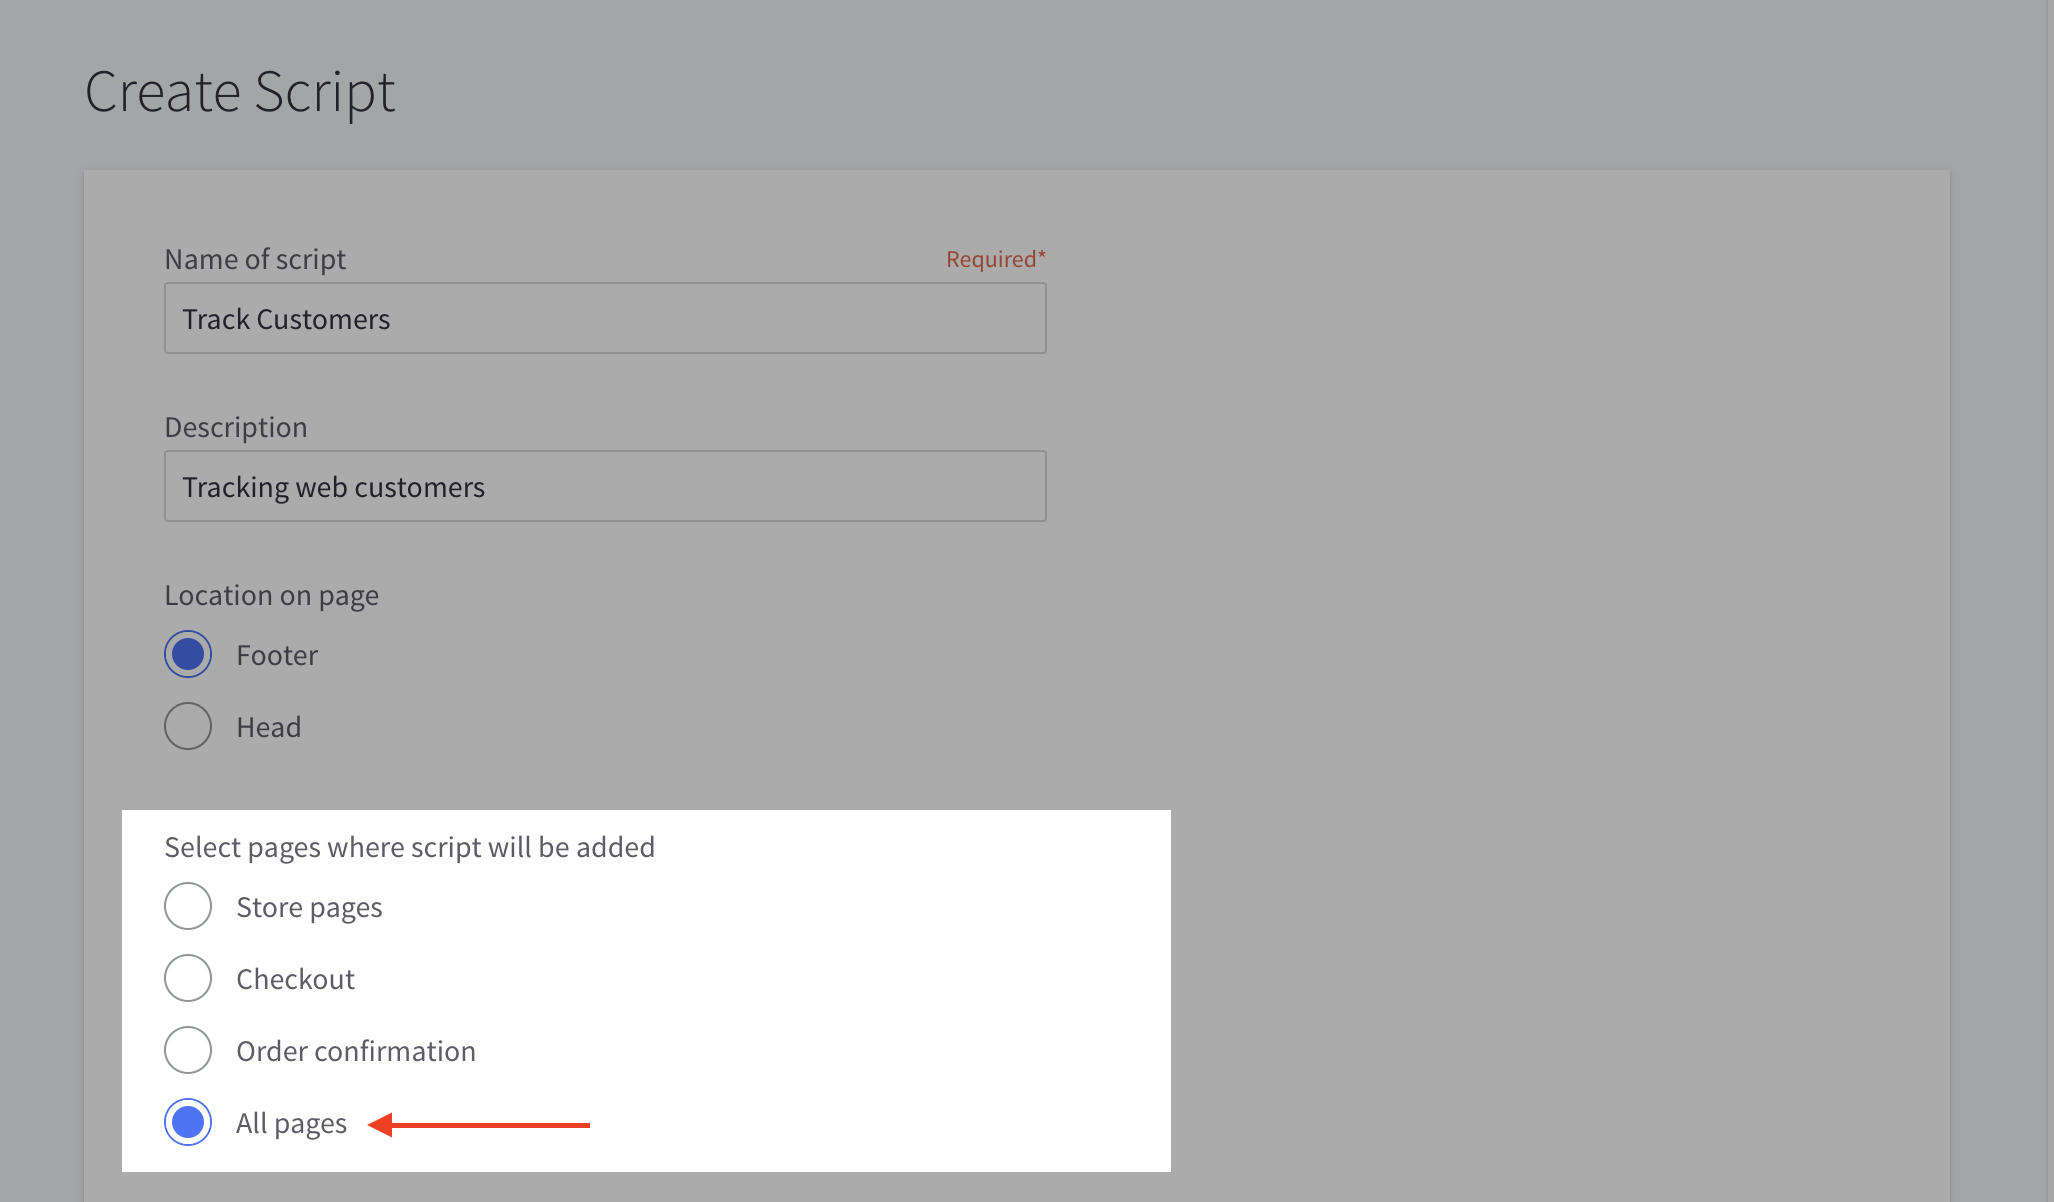 Create Script
Name of script
Required*
Track Customers
Description
Tracking web customers
Location on page
Footer
Head
Select pages where script will be added
Store pages
Checkout
Order confirmation
All pages